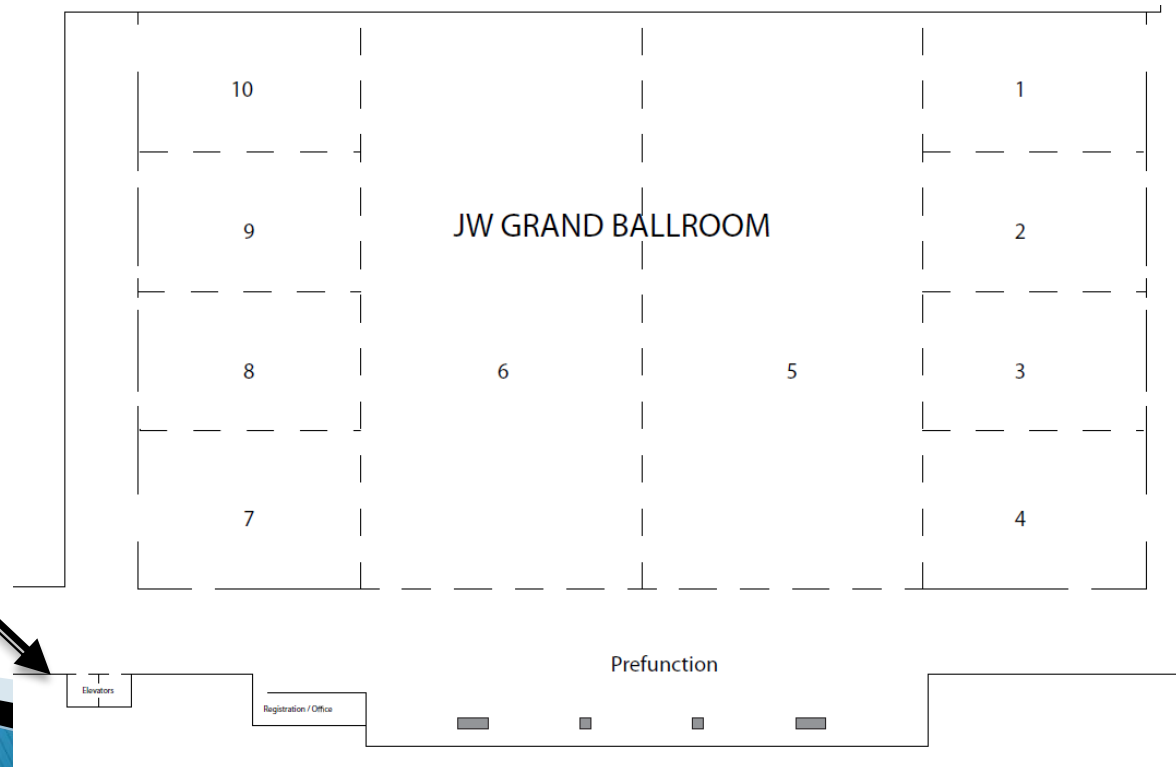 10
1
9
JW GRAND BALLROOM
2
8
6
5
3
7
4
Prefunction
Elevators
Registration / Office